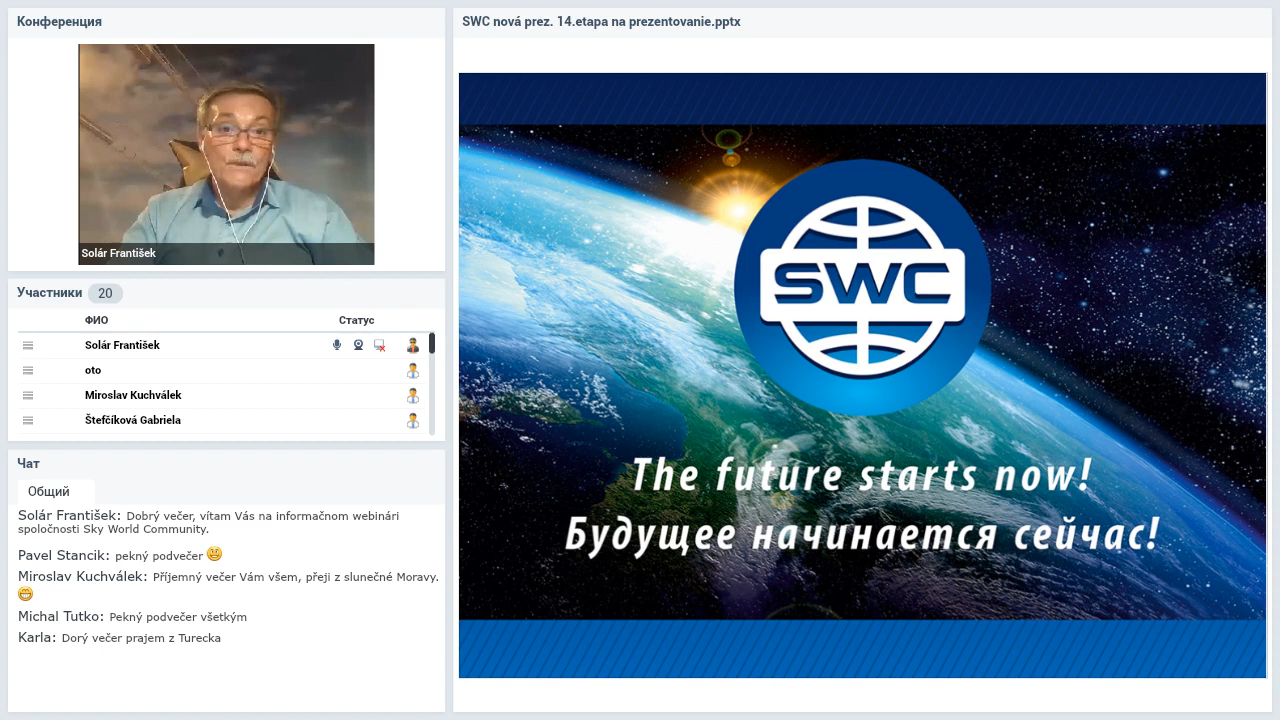 Конференция
Solár František
Участники 20
ФИО Статус
Solár František
oto
Miroslav Kuchválek
Štefčíková Gabriela
Чат
Общий
Solár František: Dobrý večer, vítam Vás na informačnom webinári
spoločnosti Sky World Community.
Pavel Stancik: pekný podvečer
Miroslav Kuchválek: Příjemný večer Vám všem, přeji z slunečné Moravy.
Michal Tutko: Pekný podvečer všetkým
Karla: Dorý večer prajem z Turecka
SWC nová prez. 14.etapa na prezentovanie.pptx
SWC
The future starts now!
Будущее начинается сейчас!